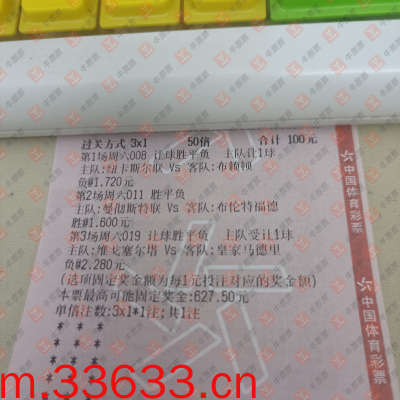 过关方式 3x1 50倍 合计 100元
第1场周六008 让球胜平负 主队让1球
主队:纽卡斯尔联 Vs 客队:布赖顿
负@1.720元
第2场周六011 胜平负
主队:曼彻斯特联 Vs 客队:布伦特福德
胜@1.600元
第3场周六019 让球胜平负 主队受让1球
主队:维戈塞尔塔 Vs 客队:皇家马德里
负@2.280元
(选项固定奖金额为每1元投注对应的奖金额)
本票最高可能固定奖金:627.50元
单倍注数:3x1*1注;共1注
中国体育彩票
中国体育彩票
m.33633.cn